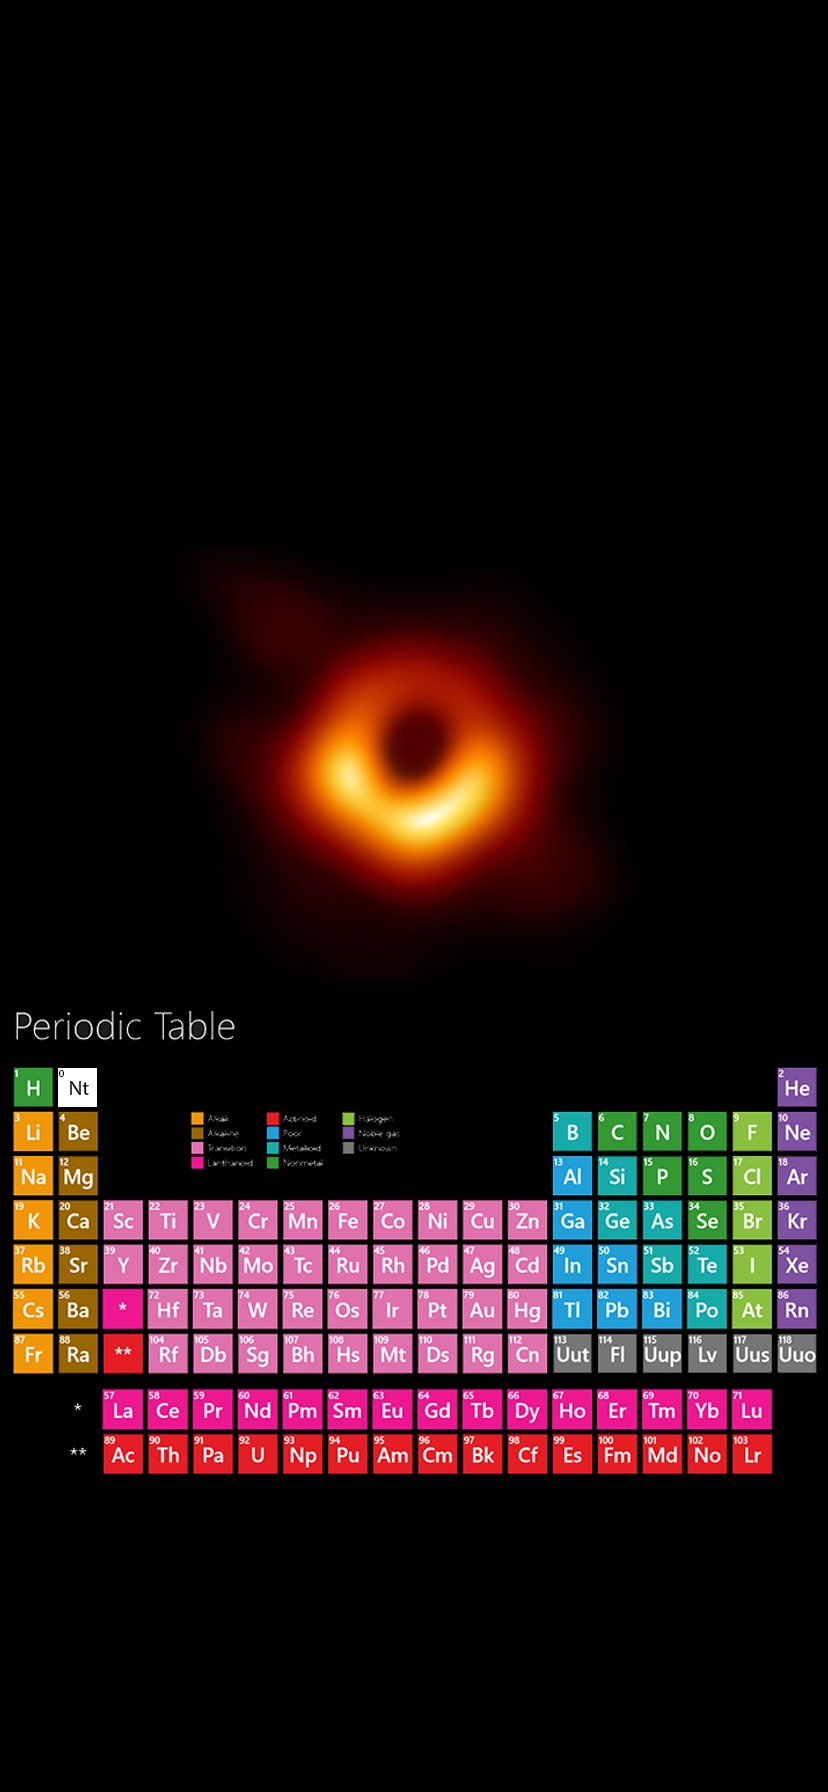 Periodic Table
1 H 0 Nt 2 He
3 Li 4 Be 5 B 6 C 7 N 8 O 9 F 10 Ne
Alkali Actinoid Halogen
Alkaline Poor Noble gas
Transition Metalloid Unknown
Lanthanoid Nonmetal
11 Na 12 Mg 13 Al 14 Si 15 P 16 S 17 Cl 18 Ar
19 K 20 Ca 21 Sc 22 Ti 23 V 24 Cr 25 Mn 26 Fe 27 Co 28 Ni 29 Cu 30 Zn 31 Ga 32 Ge 33 As 34 Se 35 Br 36 Kr
37 Rb 38 Sr 39 Y 40 Zr 41 Nb 42 Mo 43 Tc 44 Ru 45 Rh 46 Pd 47 Ag 48 Cd 49 In 50 Sn 51 Sb 52 Te 53 I 54 Xe
55 Cs 56 Ba * 72 Hf 73 Ta 74 W 75 Re 76 Os 77 Ir 78 Pt 79 Au 80 Hg 81 Tl 82 Pb 83 Bi 84 Po 85 At 86 Rn
87 Fr 88 Ra ** 104 Rf 105 Db 106 Sg 107 Bh 108 Hs 109 Mt 110 Ds 111 Rg 112 Cn 113 Uut 114 Fl 115 Uup 116 Lv 117 Uus 118 Uuo
* 57 La 58 Ce 59 Pr 60 Nd 61 Pm 62 Sm 63 Eu 64 Gd 65 Tb 66 Dy 67 Ho 68 Er 69 Tm 70 Yb 71 Lu
** 89 Ac 90 Th 91 Pa 92 U 93 Np 94 Pu 95 Am 96 Cm 97 Bk 98 Cf 99 Es 100 Fm 101 Md 102 No 103 Lr